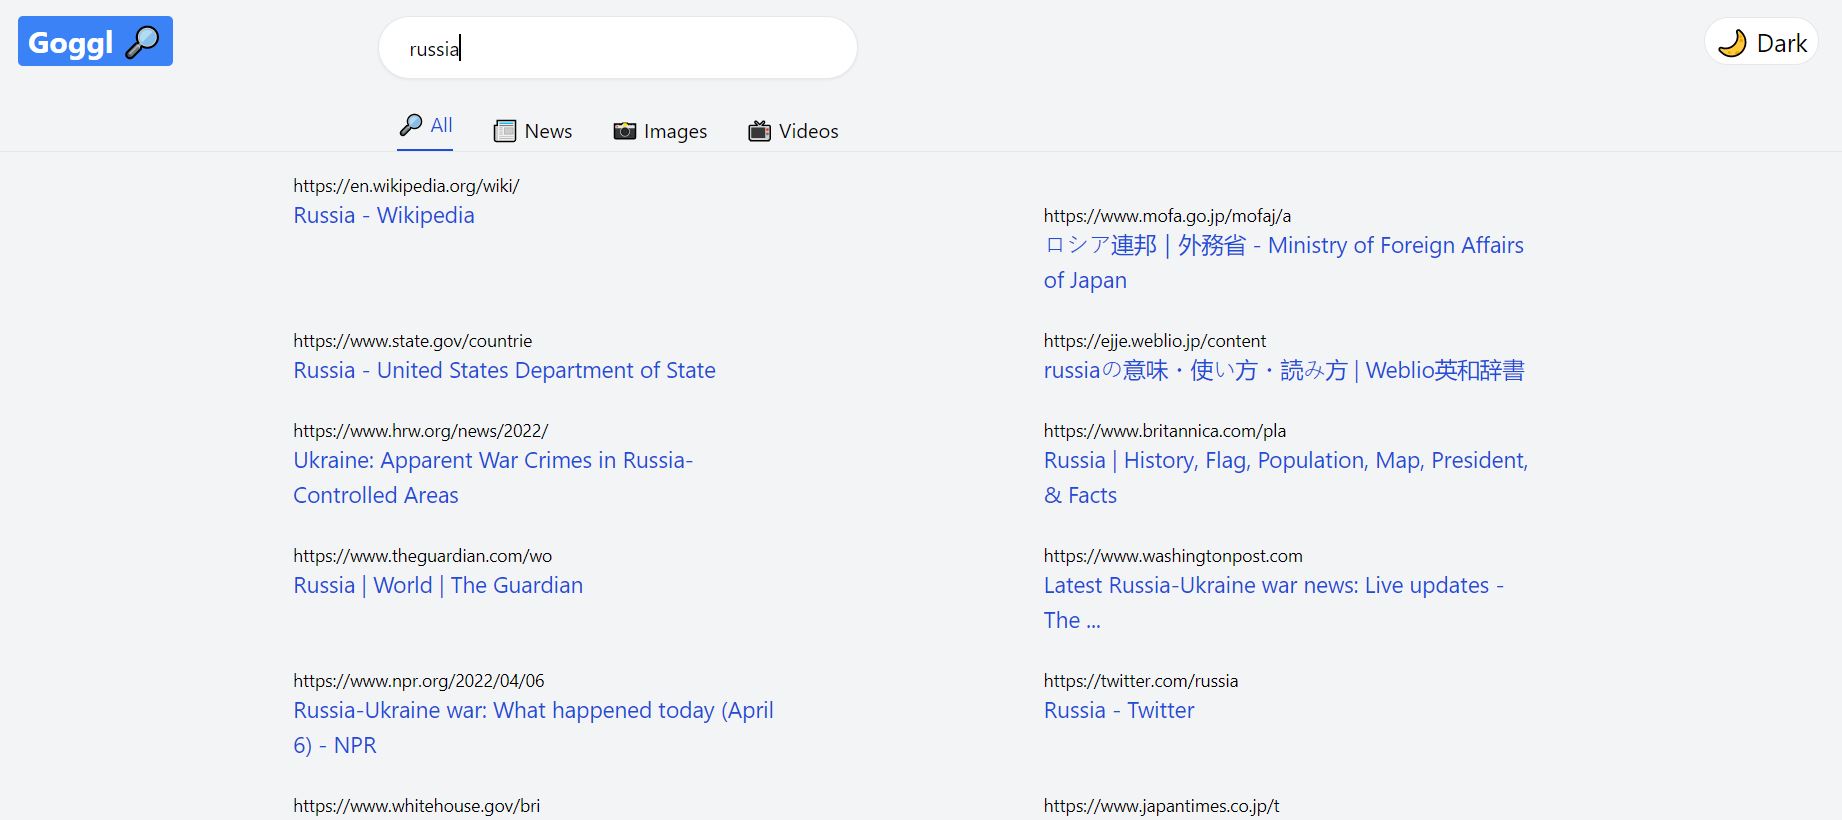 Goggl
russia
Dark
All
News
Images
Videos
https://en.wikipedia.org/wiki/
Russia - Wikipedia
https://www.mofa.go.jp/mofaj/a
ロシア連邦 | 外務省 - Ministry of Foreign Affairs
of Japan
https://www.state.gov/countrie
Russia - United States Department of State
https://ejje.weblio.jp/content
russiaの意味・使い方・読み方 | Weblio英和辞書
https://www.hrw.org/news/2022/
Ukraine: Apparent War Crimes in Russia-
Controlled Areas
https://www.britannica.com/pla
Russia | History, Flag, Population, Map, President,
& Facts
https://www.theguardian.com/wo
Russia | World | The Guardian
https://www.washingtonpost.com
Latest Russia-Ukraine war news: Live updates -
The ...
https://www.npr.org/2022/04/06
Russia-Ukraine war: What happened today (April
6) - NPR
https://twitter.com/russia
Russia - Twitter
https://www.whitehouse.gov/bri
https://www.japantimes.co.jp/t